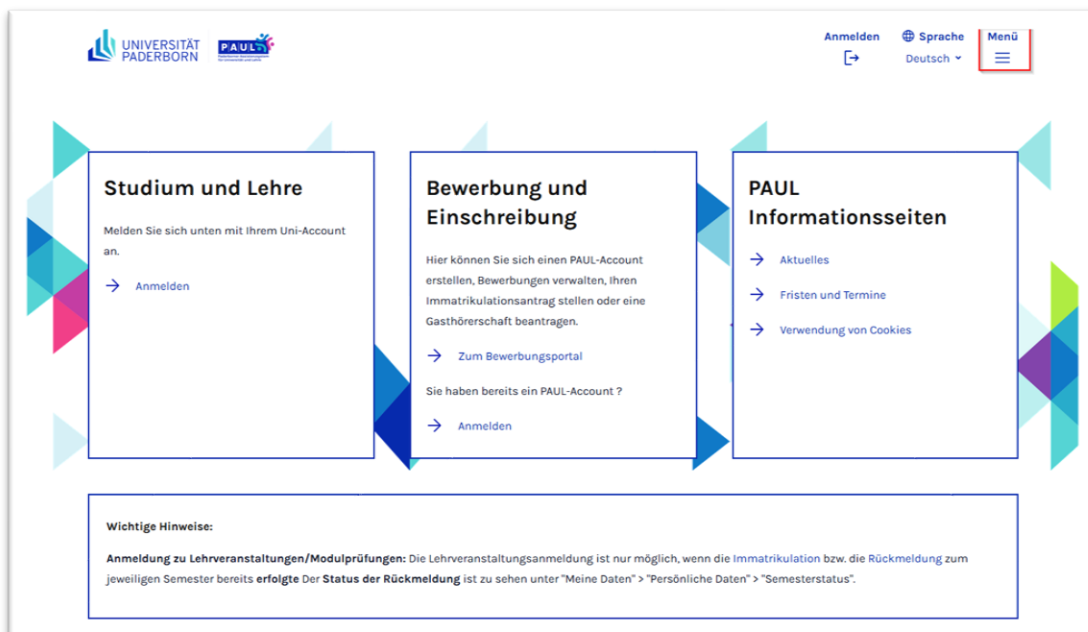 UNIVERSITÄT
PADERBORN
PAUL
Anmelden
Sprache
Deutsch
Menü
Studium und Lehre
Melden Sie sich unten mit Ihrem Uni-Account
an.
Anmelden
Bewerbung und
Einschreibung
Hier können Sie sich einen PAUL-Account
erstellen, Bewerbungen verwalten, Ihren
Immatrikulationsantrag stellen oder eine
Gasthörerschaft beantragen.
Zum Bewerbungsportal
Sie haben bereits ein PAUL-Account ?
Anmelden
PAUL
Informationsseiten
Aktuelles
Fristen und Termine
Verwendung von Cookies
Wichtige Hinweise:
Anmeldung zu Lehrveranstaltungen/Modulprüfungen: Die Lehrveranstaltungsanmeldung ist nur möglich, wenn die Immatrikulation bzw. die Rückmeldung zum
jeweiligen Semester bereits erfolgte Der Status der Rückmeldung ist zu sehen unter "Meine Daten" > "Persönliche Daten" > "Semesterstatus".